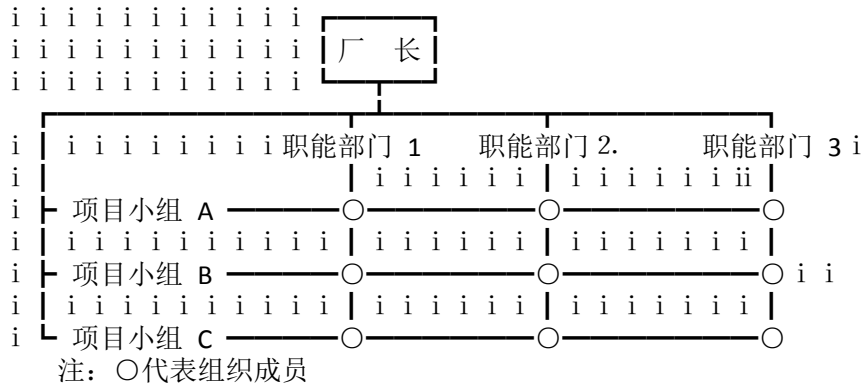 i i i i i i i i i i i
i i i i i i i i i i i 厂 长
i i i i i i i i i i i
i i i i i i i i i 职能部门 1 职能部门 2. 职能部门 3 i
i i i i i i i i i i i i i ii
i 项目小组 A ○ ○ ○
i i i i i i i i i i i i i i i i i i i i i i i i
i 项目小组 B ○ ○ ○ i i
i i i i i i i i i i i i i i i i i i i i i i i i
i 项目小组 C ○ ○ ○
注：○代表组织成员